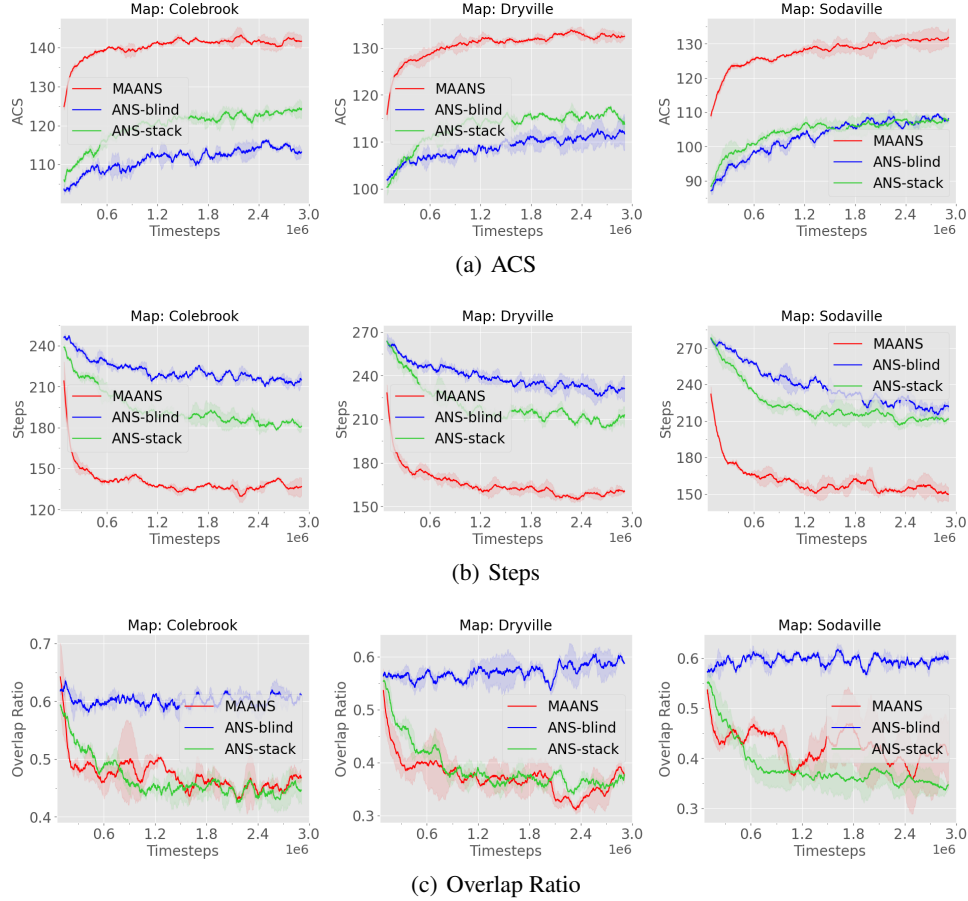 Map: Colebrook
Map: Dryville
Map: Sodaville
ACS
140
130
120
110
MAANS
ANS-blind
ANS-stack
0.6 1.2 1.8 2.4 3.0
Timesteps
1e6
ACS
130
120
110
100
MAANS
ANS-blind
ANS-stack
0.6 1.2 1.8 2.4 3.0
Timesteps
1e6
ACS
130
120
110
100
90
MAANS
ANS-blind
ANS-stack
0.6 1.2 1.8 2.4 3.0
Timesteps
1e6
(a) ACS
Map: Colebrook
Map: Dryville
Map: Sodaville
Steps
240
210
180
150
120
MAANS
ANS-blind
ANS-stack
0.6 1.2 1.8 2.4 3.0
Timesteps
1e6
Steps
270
240
210
180
150
MAANS
ANS-blind
ANS-stack
0.6 1.2 1.8 2.4 3.0
Timesteps
1e6
Steps
270
240
210
180
150
MAANS
ANS-blind
ANS-stack
0.6 1.2 1.8 2.4 3.0
Timesteps
1e6
(b) Steps
Map: Colebrook
Map: Dryville
Map: Sodaville
Overlap Ratio
0.7
0.6
0.5
0.4
MAANS
ANS-blind
ANS-stack
0.6 1.2 1.8 2.4 3.0
Timesteps
1e6
Overlap Ratio
0.6
0.5
0.4
0.3
MAANS
ANS-blind
ANS-stack
0.6 1.2 1.8 2.4 3.0
Timesteps
1e6
Overlap Ratio
0.6
0.5
0.4
0.3
MAANS
ANS-blind
ANS-stack
0.6 1.2 1.8 2.4 3.0
Timesteps
1e6
(c) Overlap Ratio